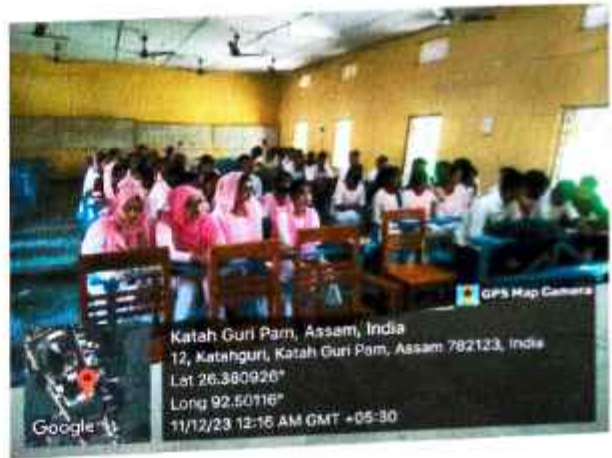 GPS Map Camera
Katah Guri Pam, Assam, India
12, Katahguri, Katah Guri Pam, Assam 782123, India
Lat 26.380926°
Long 92.50116°
11/12/23 12:16 AM GMT +05:30
Google